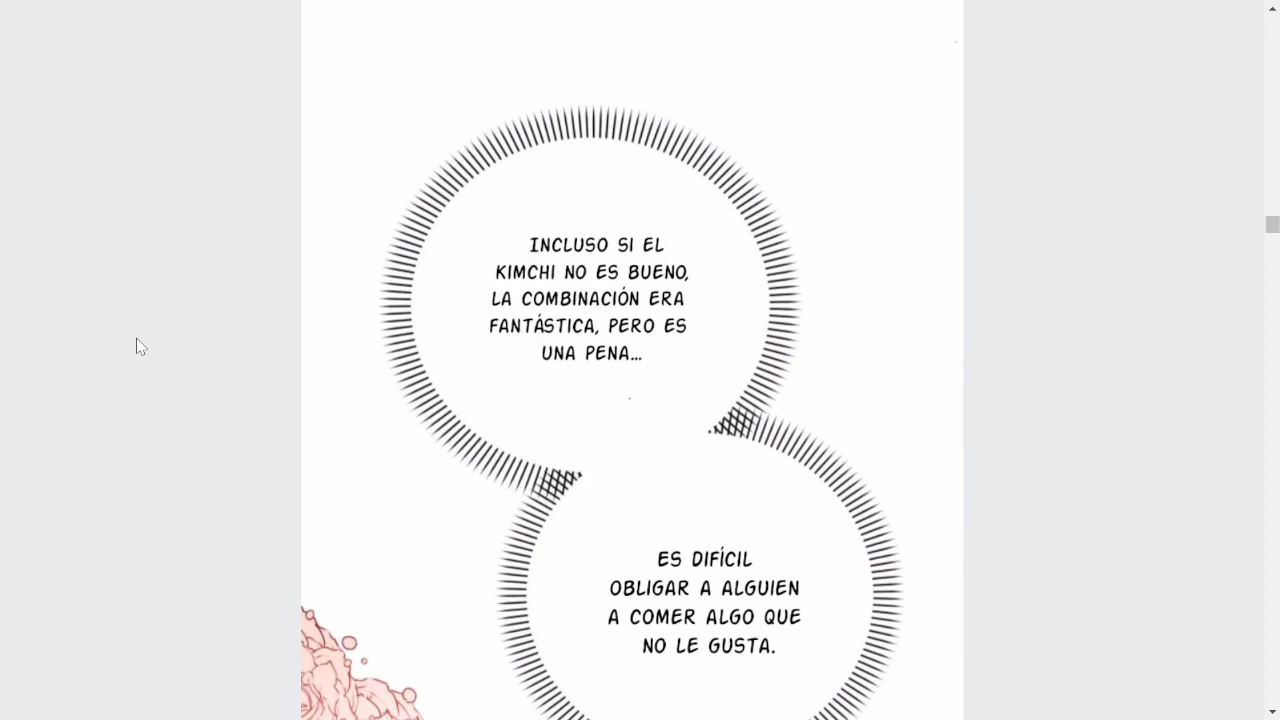 INCLUSO SI EL
KIMCHI NO ES BUENO,
LA COMBINACIÓN ERA
FANTÁSTICA, PERO ES
UNA PENA...
ES DIFÍCIL
OBLIGAR A ALGUIEN
A COMER ALGO QUE
NO LE GUSTA.